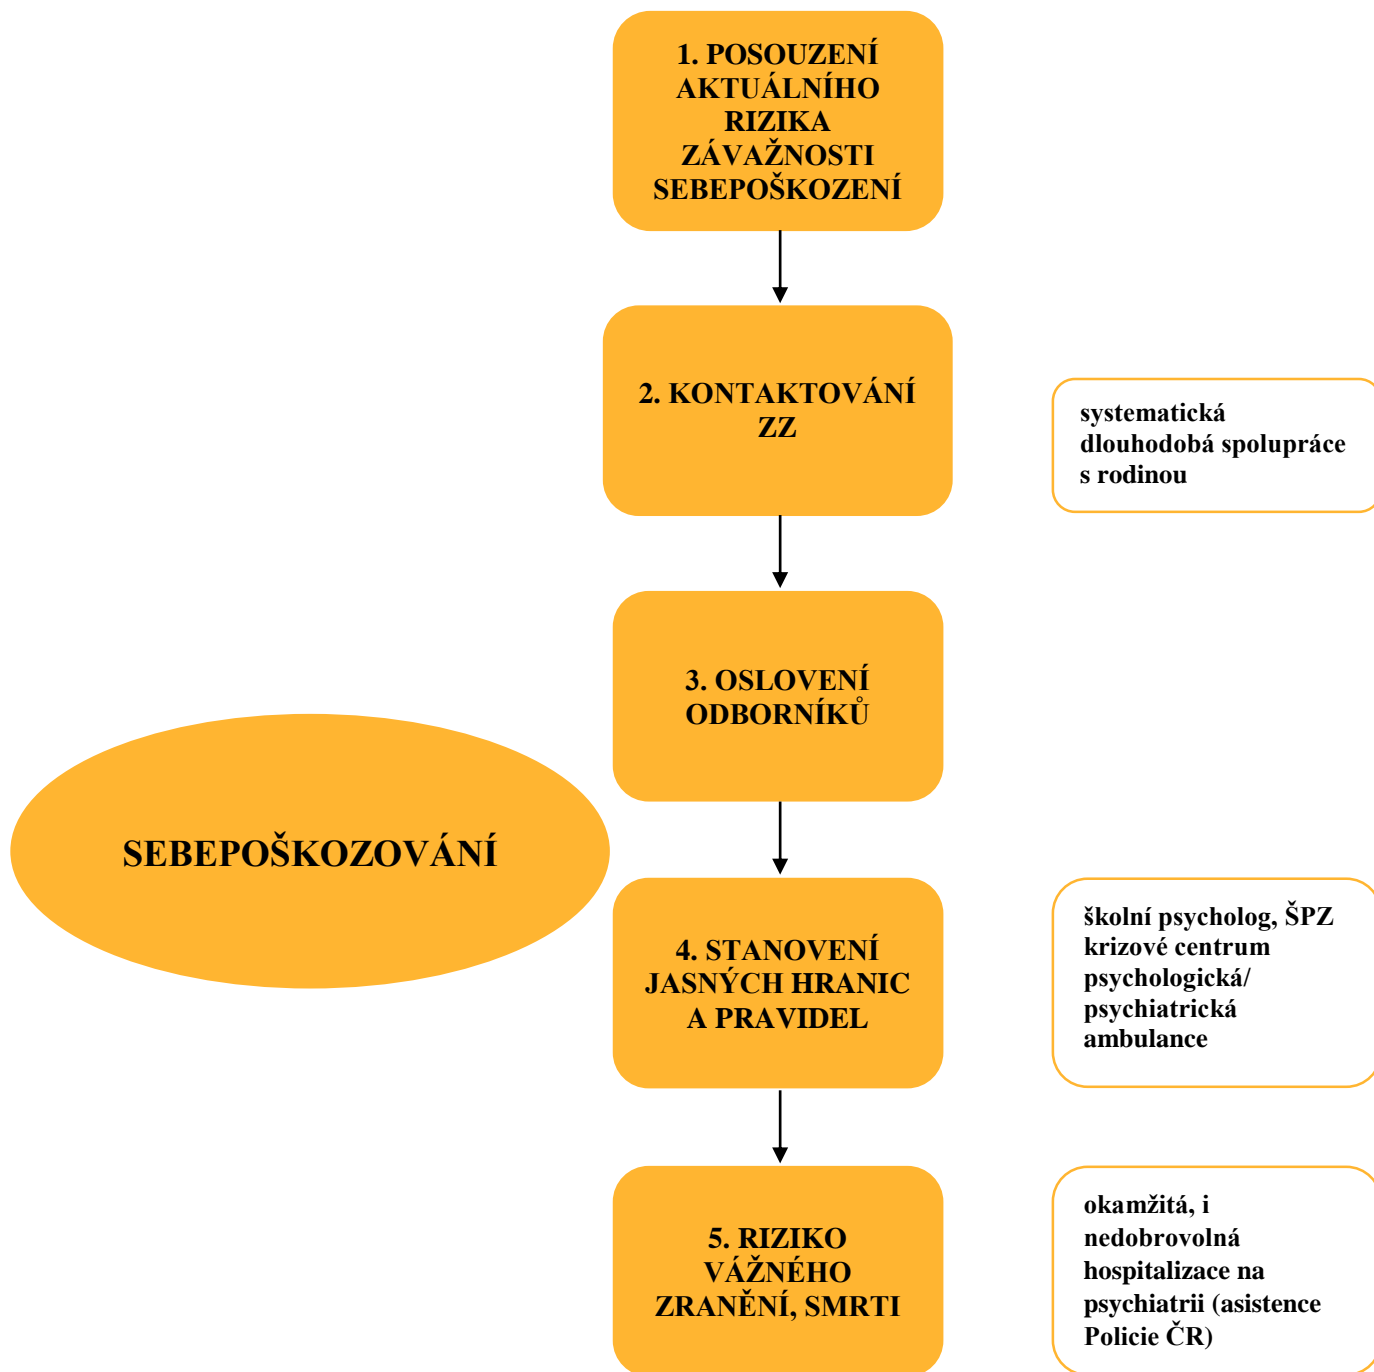 1. POSOUZENÍ
AKTUÁLNÍHO
RIZIKA
ZÁVAŽNOSTI
SEBEPOŠKOZENÍ
2. KONTAKTOVÁNÍ
ZZ
systematická
dlouhodobá spolupráce
s rodinou
3. OSLOVENÍ
ODBORNÍKŮ
SEBEPOŠKOZOVÁNÍ
4. STANOVENÍ
JASNÝCH HRANIC
A PRAVIDEL
školní psycholog, ŠPZ
krizové centrum
psychologická/
psychiatrická
ambulance
5. RIZIKO
VÁŽNÉHO
ZRANĚNÍ, SMRTI
okamžitá, i
nedobrovolná
hospitalizace na
psychiatrii (asistence
Policie ČR)